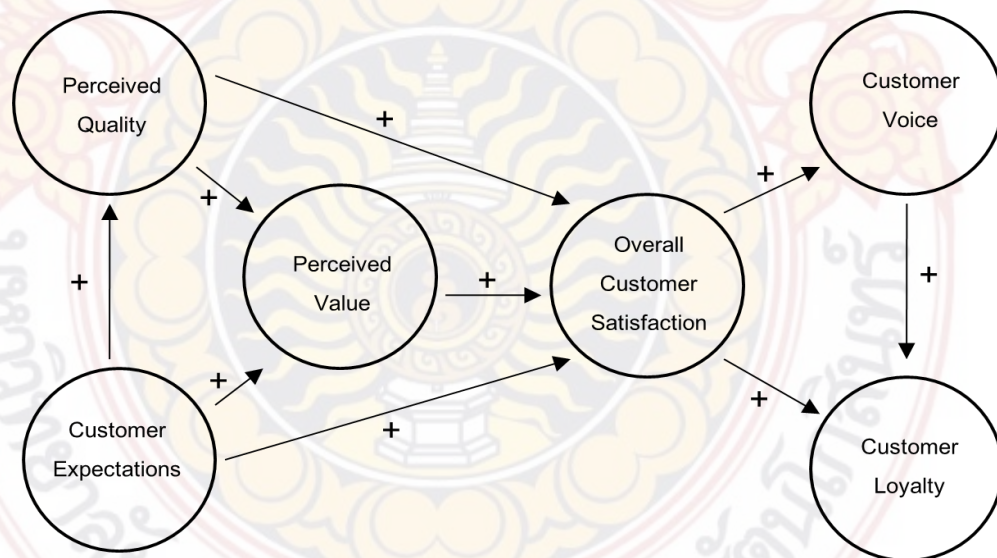 Perceived
Quality
+
+
+
Perceived
Value
+
Customer
Expectations
+
+
Overall
Customer
Satisfaction
+
+
Customer
Voice
+
Customer
Loyalty